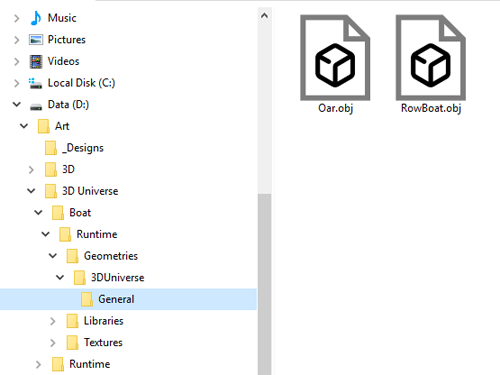 Music
Pictures
Videos
Local Disk (C:)
Data (D:)
Art
_Designs
3D
3D Universe
Boat
Runtime
Geometries
3DUniverse
General
Libraries
Textures
Runtime
Oar.obj
RowBoat.obj